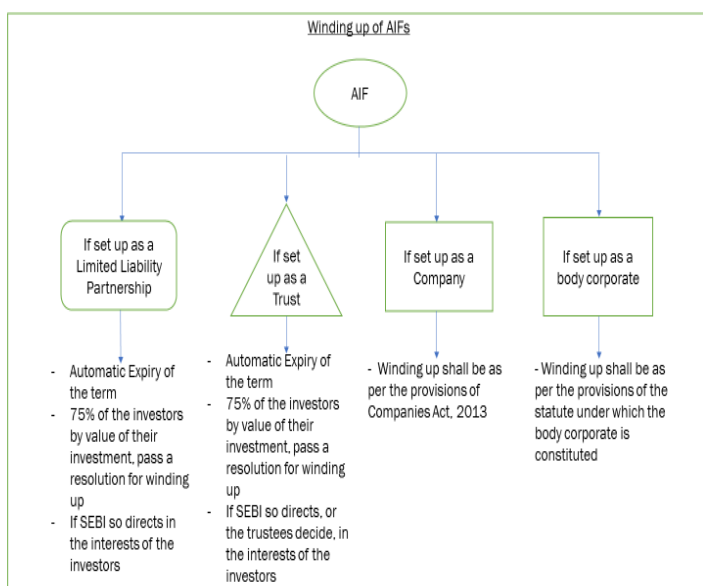 Winding up of AIFs
AIF
If set up as a
Limited Liability
Partnership
If set
up as a
Trust
If set up as a
Company
If set up as a
body corporate
- Automatic Expiry of
the term
- 75% of the investors
by value of their
investment, pass a
resolution for winding
up
- If SEBI so directs in
the interests of the
investors
- Automatic Expiry of
the term
- 75% of the investors
by value of their
investment, pass a
resolution for winding
up
- If SEBI so directs, or
the trustees decide, in
the interests of the
investors
- Winding up shall be as
per the provisions of
Companies Act, 2013
- Winding up shall be as
per the provisions of the
statute under which the
body corporate is
constituted